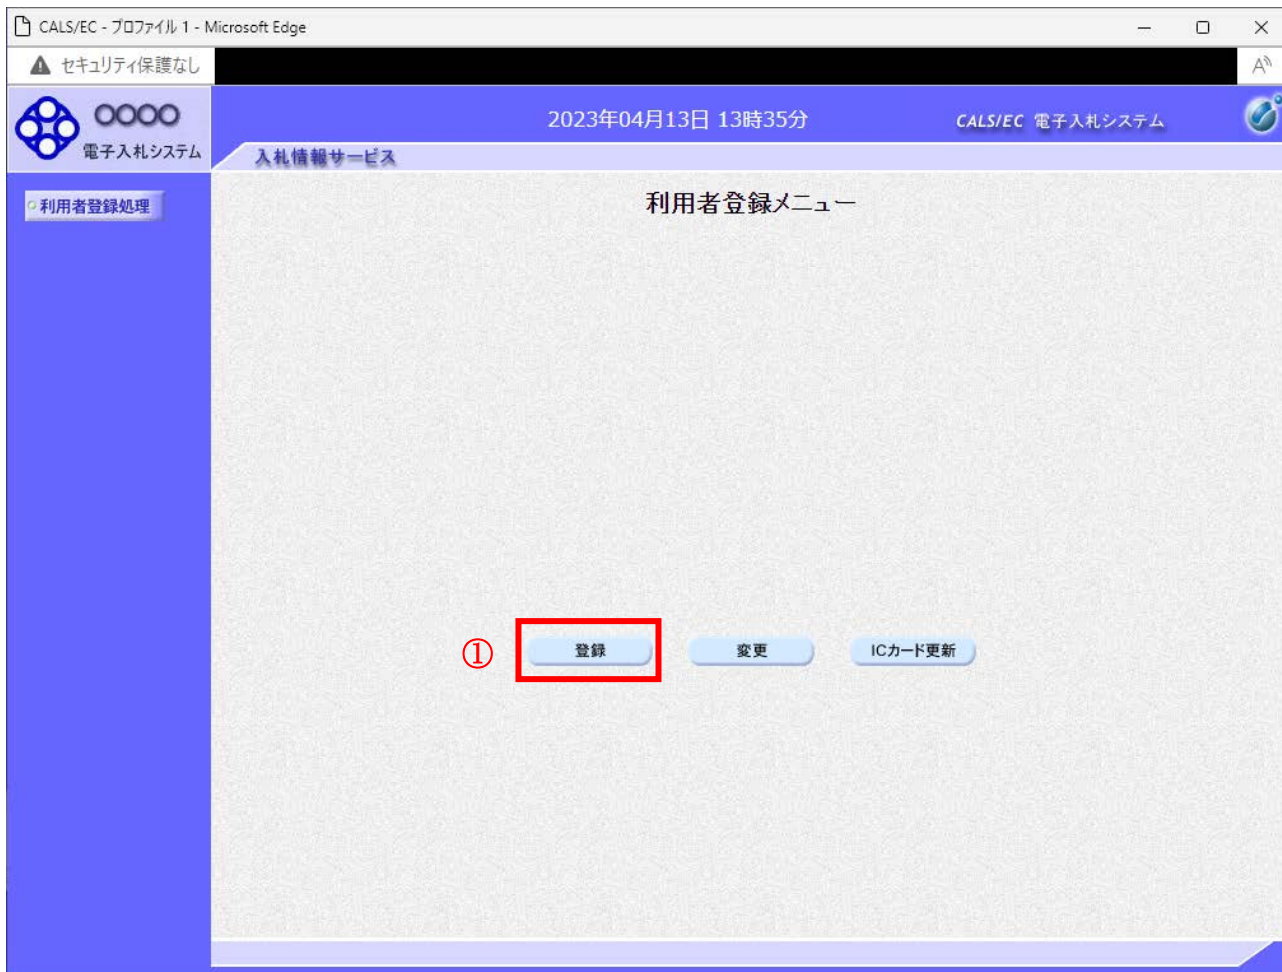 CALS/EC - プロファイル 1 - Microsoft Edge
セキュリティ保護なし
A
○○○○
電子入札システム
2023年04月13日 13時35分
CALS/EC 電子入札システム
入札情報サービス
利用者登録処理
利用者登録メニュー
① 登録 変更 ICカード更新